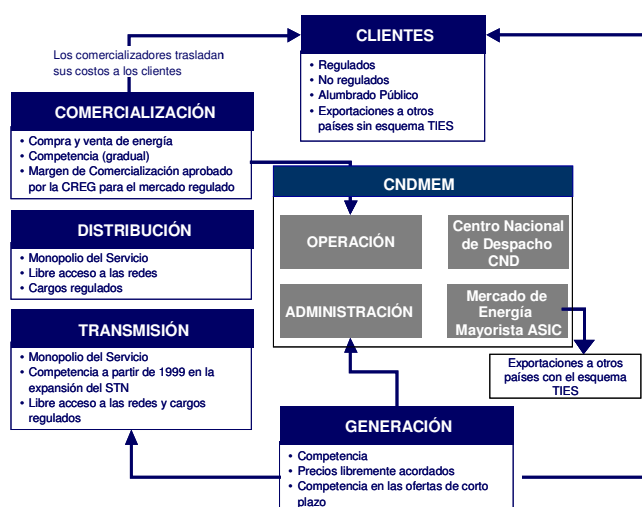 CLIENTES
• Regulados
• No regulados
• Alumbrado Público
• Exportaciones a otros
países sin esquema TIES
Los comercializadores trasladan
sus costos a los clientes
COMERCIALIZACIÓN
• Compra y venta de energía
• Competencia (gradual)
• Margen de Comercialización aprobado
por la CREG para el mercado regulado
CNDMEM
OPERACIÓN
Centro Nacional
de Despacho
CND
ADMINISTRACIÓN
Mercado de
Energía
Mayorista ASIC
DISTRIBUCIÓN
• Monopolio del Servicio
• Libre acceso a las redes
• Cargos regulados
TRANSMISIÓN
• Monopolio del Servicio
• Competencia a partir de 1999 en la
expansión del STN
• Libre acceso a las redes y cargos
regulados
Exportaciones a otros
países con el esquema
TIES
GENERACIÓN
• Competencia
• Precios libremente acordados
• Competencia en las ofertas de corto
plazo